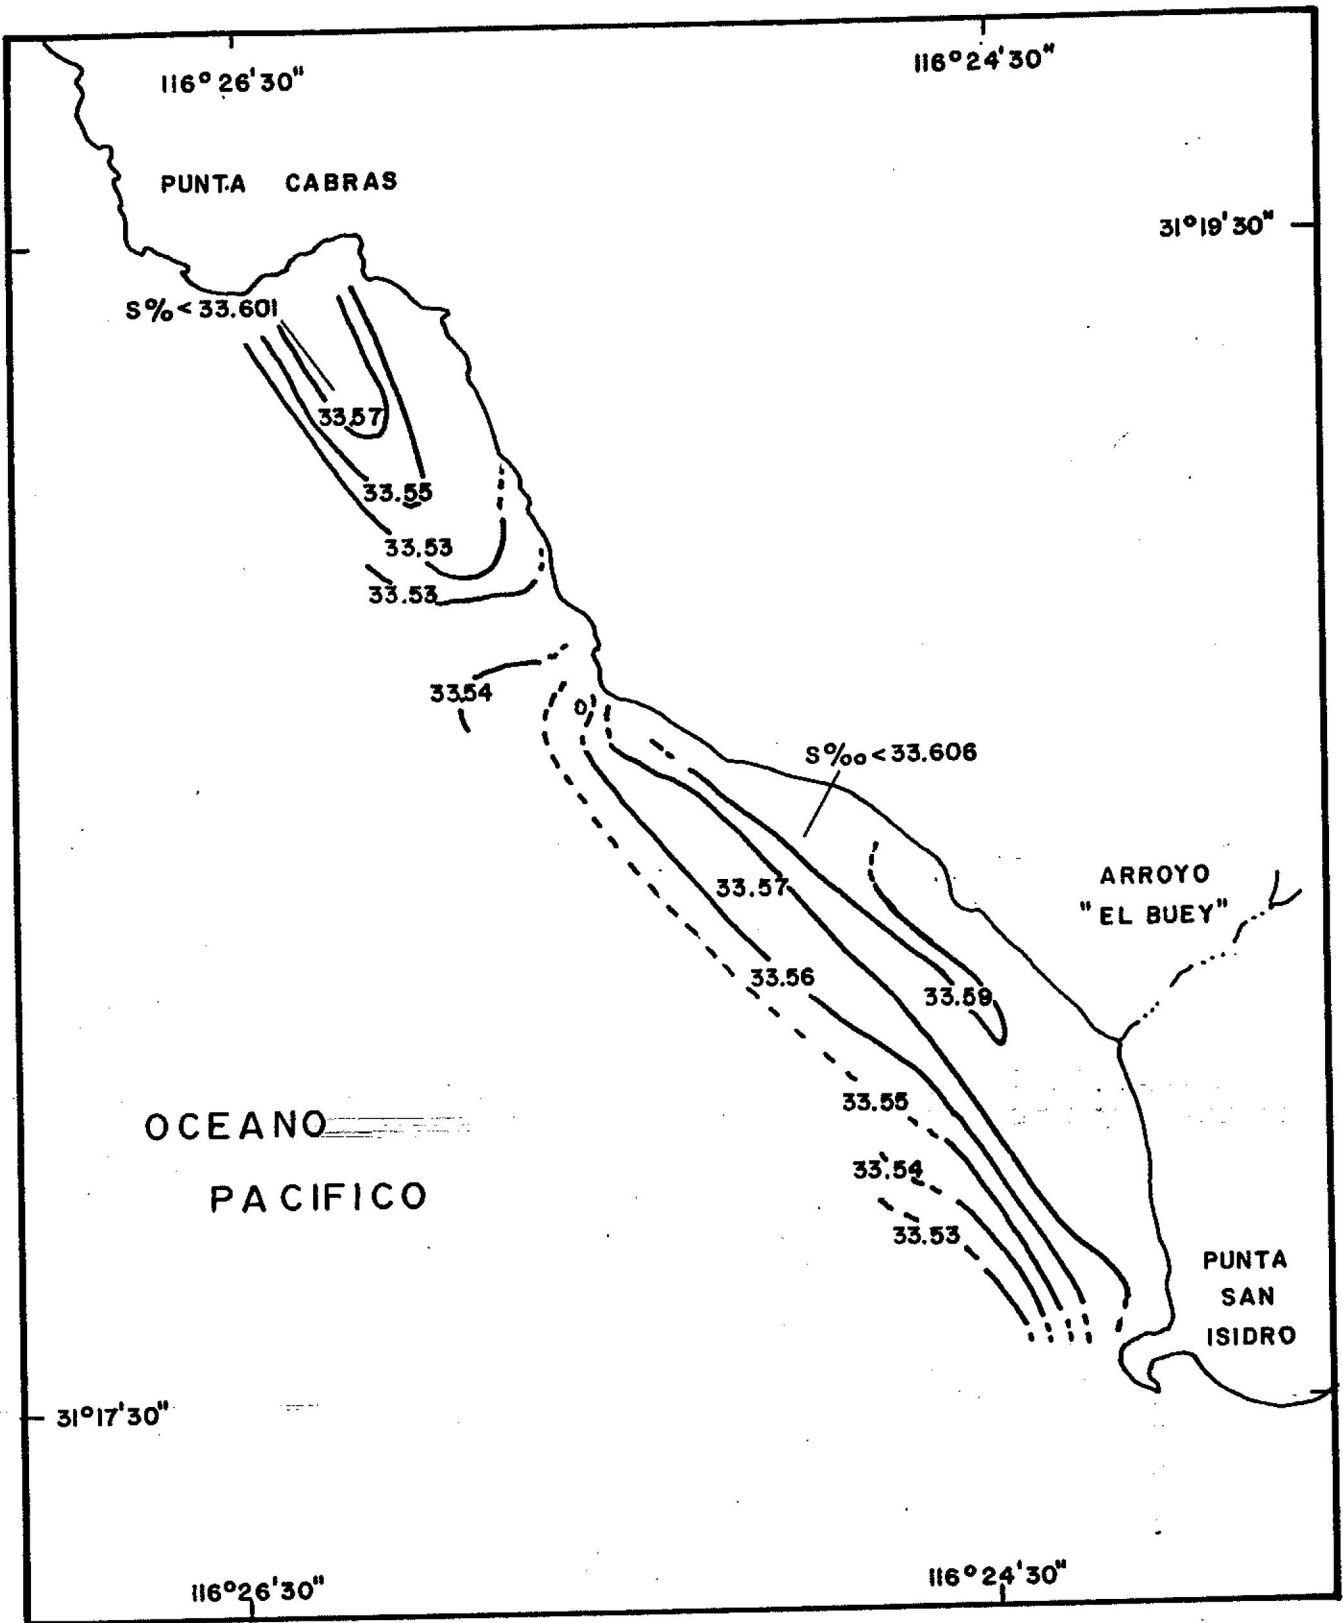 116° 26' 30"
116° 24' 30"
PUNTA CABRAS
31° 19' 30"
S‰ < 33.601
33.57
33.55
33.53
33.53
33.54
S‰ < 33.606
33.57
ARROYO
"EL BUEY"
33.56
33.59
33.55
OCEANO
33.54
PACIFICO
33.53
PUNTA
SAN
ISIDRO
31° 17' 30"
116° 26' 30"
116° 24' 30"